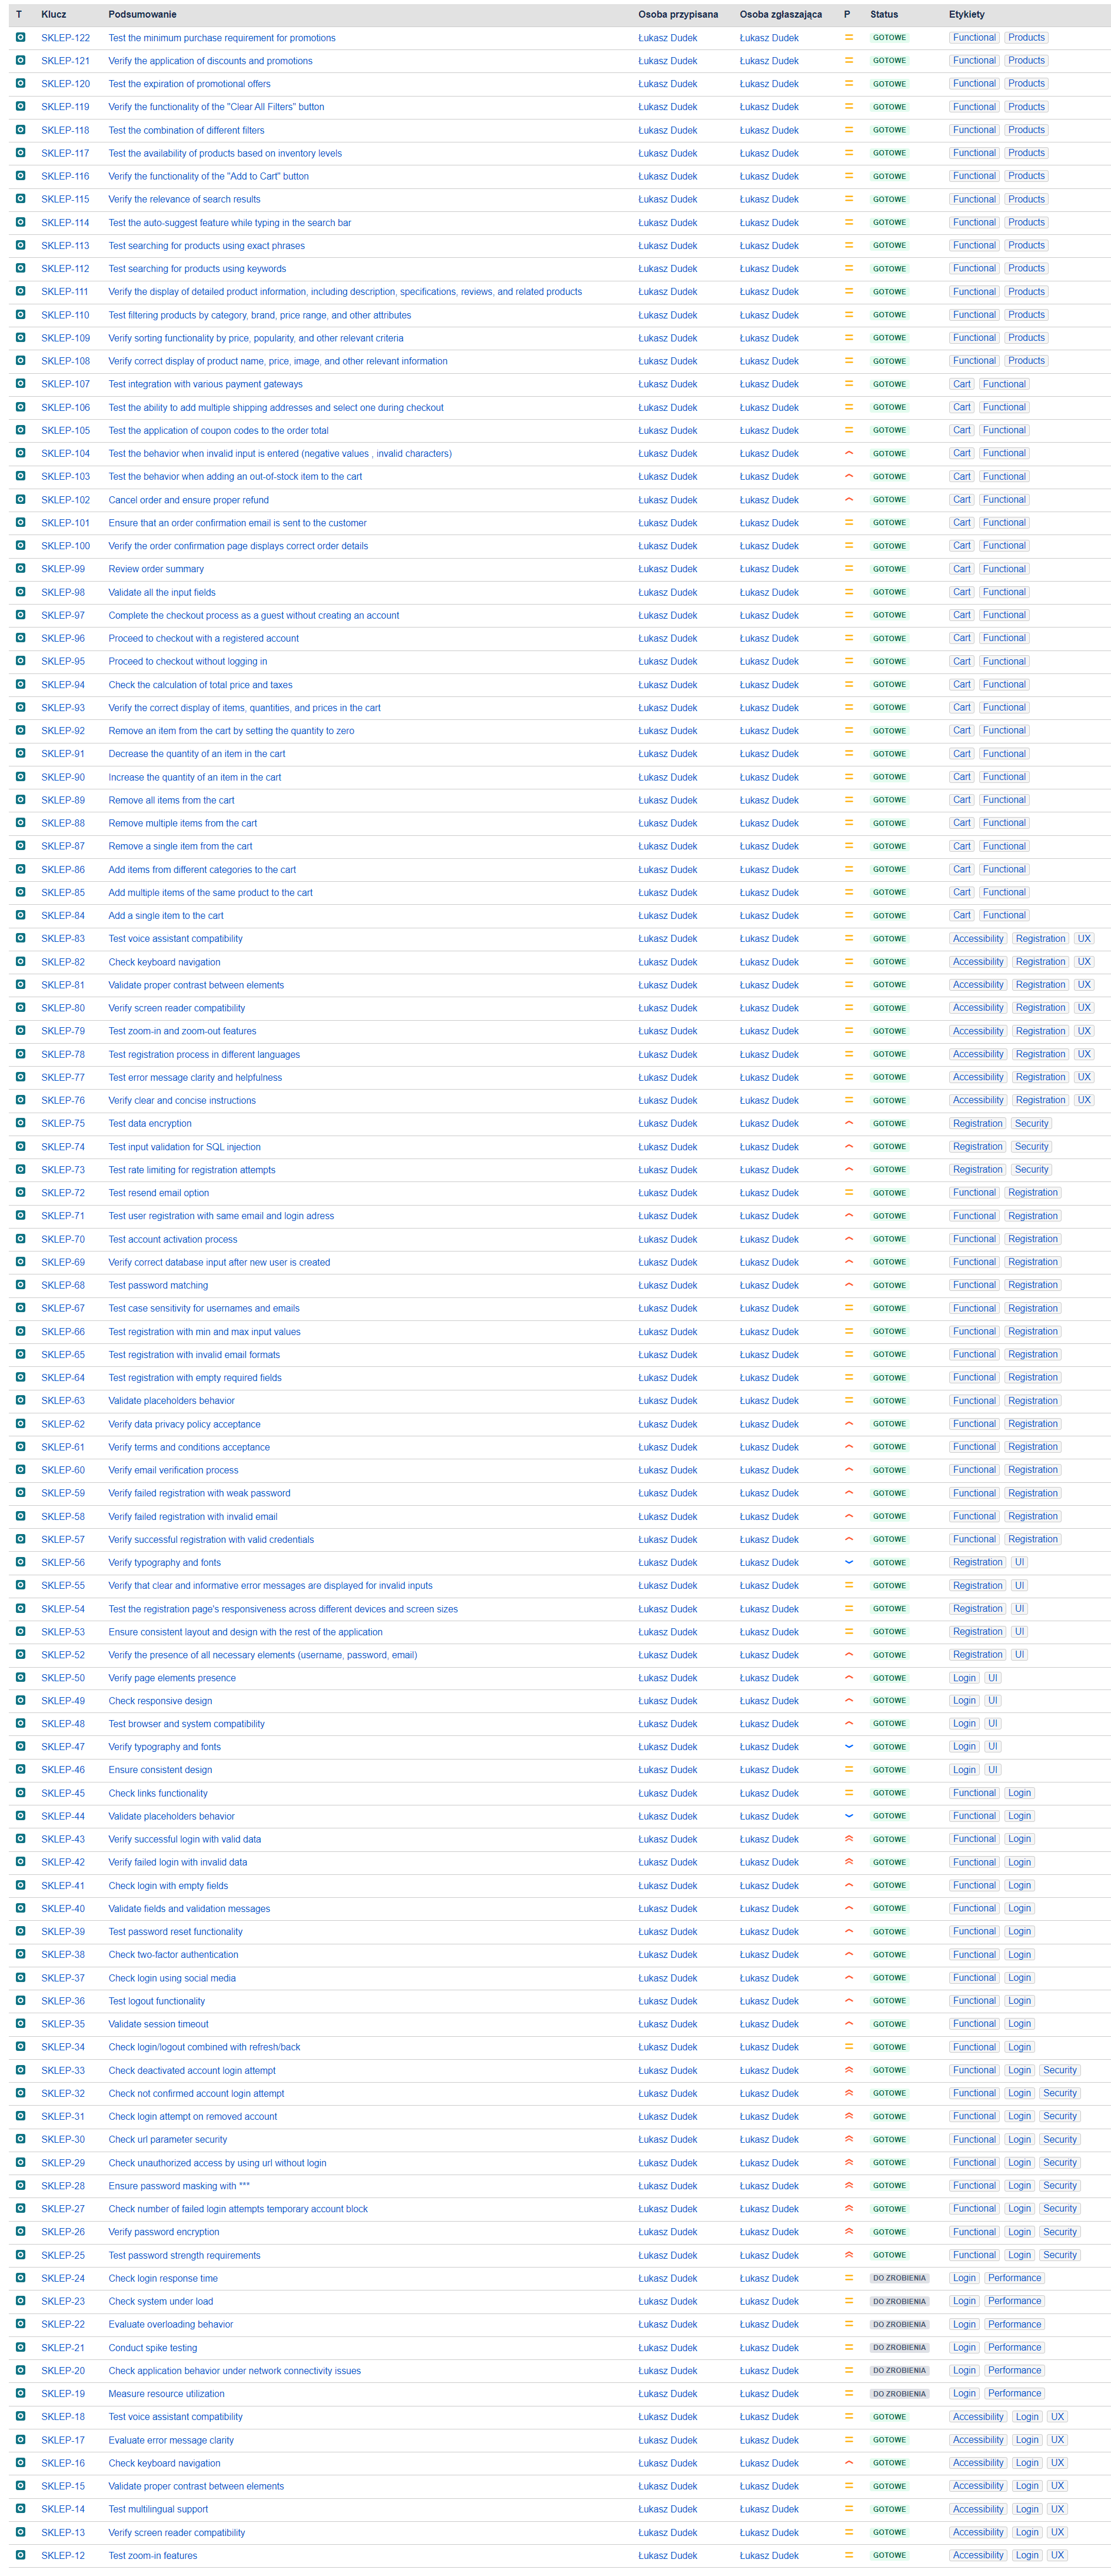 T Klucz Podsumowanie Osoba przypisana Osoba zgłaszająca P Status Etykiety
SKLEP-122 Test the minimum purchase requirement for promotions Łukasz Dudek Łukasz Dudek GOTOWE Functional Products
SKLEP-121 Verify the application of discounts and promotions Łukasz Dudek Łukasz Dudek GOTOWE Functional Products
SKLEP-120 Test the expiration of promotional offers Łukasz Dudek Łukasz Dudek GOTOWE Functional Products
SKLEP-119 Verify the functionality of the "Clear All Filters" button Łukasz Dudek Łukasz Dudek GOTOWE Functional Products
SKLEP-118 Test the combination of different filters Łukasz Dudek Łukasz Dudek GOTOWE Functional Products
SKLEP-117 Test the availability of products based on inventory levels Łukasz Dudek Łukasz Dudek GOTOWE Functional Products
SKLEP-116 Verify the functionality of the "Add to Cart" button Łukasz Dudek Łukasz Dudek GOTOWE Functional Products
SKLEP-115 Verify the relevance of search results Łukasz Dudek Łukasz Dudek GOTOWE Functional Products
SKLEP-114 Test the auto-suggest feature while typing in the search bar Łukasz Dudek Łukasz Dudek GOTOWE Functional Products
SKLEP-113 Test searching for products using exact phrases Łukasz Dudek Łukasz Dudek GOTOWE Functional Products
SKLEP-112 Test searching for products using keywords Łukasz Dudek Łukasz Dudek GOTOWE Functional Products
SKLEP-111 Verify the display of detailed product information, including description, specifications, reviews, and related products Łukasz Dudek Łukasz Dudek GOTOWE Functional Products
SKLEP-110 Test filtering products by category, brand, price range, and other attributes Łukasz Dudek Łukasz Dudek GOTOWE Functional Products
SKLEP-109 Verify sorting functionality by price, popularity, and other relevant criteria Łukasz Dudek Łukasz Dudek GOTOWE Functional Products
SKLEP-108 Verify correct display of product name, price, image, and other relevant information Łukasz Dudek Łukasz Dudek GOTOWE Functional Products
SKLEP-107 Test integration with various payment gateways Łukasz Dudek Łukasz Dudek GOTOWE Cart Functional
SKLEP-106 Test the ability to add multiple shipping addresses and select one during checkout Łukasz Dudek Łukasz Dudek GOTOWE Cart Functional
SKLEP-105 Test the application of coupon codes to the order total Łukasz Dudek Łukasz Dudek GOTOWE Cart Functional
SKLEP-104 Test the behavior when invalid input is entered (negative values , invalid characters) Łukasz Dudek Łukasz Dudek GOTOWE Cart Functional
SKLEP-103 Test the behavior when adding an out-of-stock item to the cart Łukasz Dudek Łukasz Dudek GOTOWE Cart Functional
SKLEP-102 Cancel order and ensure proper refund Łukasz Dudek Łukasz Dudek GOTOWE Cart Functional
SKLEP-101 Ensure that an order confirmation email is sent to the customer Łukasz Dudek Łukasz Dudek GOTOWE Cart Functional
SKLEP-100 Verify the order confirmation page displays correct order details Łukasz Dudek Łukasz Dudek GOTOWE Cart Functional
SKLEP-99 Review order summary Łukasz Dudek Łukasz Dudek GOTOWE Cart Functional
SKLEP-98 Validate all the input fields Łukasz Dudek Łukasz Dudek GOTOWE Cart Functional
SKLEP-97 Complete the checkout process as a guest without creating an account Łukasz Dudek Łukasz Dudek GOTOWE Cart Functional
SKLEP-96 Proceed to checkout with a registered account Łukasz Dudek Łukasz Dudek GOTOWE Cart Functional
SKLEP-95 Proceed to checkout without logging in Łukasz Dudek Łukasz Dudek GOTOWE Cart Functional
SKLEP-94 Check the calculation of total price and taxes Łukasz Dudek Łukasz Dudek GOTOWE Cart Functional
SKLEP-93 Verify the correct display of items, quantities, and prices in the cart Łukasz Dudek Łukasz Dudek GOTOWE Cart Functional
SKLEP-92 Remove an item from the cart by setting the quantity to zero Łukasz Dudek Łukasz Dudek GOTOWE Cart Functional
SKLEP-91 Decrease the quantity of an item in the cart Łukasz Dudek Łukasz Dudek GOTOWE Cart Functional
SKLEP-90 Increase the quantity of an item in the cart Łukasz Dudek Łukasz Dudek GOTOWE Cart Functional
SKLEP-89 Remove all items from the cart Łukasz Dudek Łukasz Dudek GOTOWE Cart Functional
SKLEP-88 Remove multiple items from the cart Łukasz Dudek Łukasz Dudek GOTOWE Cart Functional
SKLEP-87 Remove a single item from the cart Łukasz Dudek Łukasz Dudek GOTOWE Cart Functional
SKLEP-86 Add items from different categories to the cart Łukasz Dudek Łukasz Dudek GOTOWE Cart Functional
SKLEP-85 Add multiple items of the same product to the cart Łukasz Dudek Łukasz Dudek GOTOWE Cart Functional
SKLEP-84 Add a single item to the cart Łukasz Dudek Łukasz Dudek GOTOWE Cart Functional
SKLEP-83 Test voice assistant compatibility Łukasz Dudek Łukasz Dudek GOTOWE Accessibility Registration UX
SKLEP-82 Check keyboard navigation Łukasz Dudek Łukasz Dudek GOTOWE Accessibility Registration UX
SKLEP-81 Validate proper contrast between elements Łukasz Dudek Łukasz Dudek GOTOWE Accessibility Registration UX
SKLEP-80 Verify screen reader compatibility Łukasz Dudek Łukasz Dudek GOTOWE Accessibility Registration UX
SKLEP-79 Test zoom-in and zoom-out features Łukasz Dudek Łukasz Dudek GOTOWE Accessibility Registration UX
SKLEP-78 Test registration process in different languages Łukasz Dudek Łukasz Dudek GOTOWE Accessibility Registration UX
SKLEP-77 Test error message clarity and helpfulness Łukasz Dudek Łukasz Dudek GOTOWE Accessibility Registration UX
SKLEP-76 Verify clear and concise instructions Łukasz Dudek Łukasz Dudek GOTOWE Accessibility Registration UX
SKLEP-75 Test data encryption Łukasz Dudek Łukasz Dudek GOTOWE Registration Security
SKLEP-74 Test input validation for SQL injection Łukasz Dudek Łukasz Dudek GOTOWE Registration Security
SKLEP-73 Test rate limiting for registration attempts Łukasz Dudek Łukasz Dudek GOTOWE Registration Security
SKLEP-72 Test resend email option Łukasz Dudek Łukasz Dudek GOTOWE Functional Registration
SKLEP-71 Test user registration with same email and login adress Łukasz Dudek Łukasz Dudek GOTOWE Functional Registration
SKLEP-70 Test account activation process Łukasz Dudek Łukasz Dudek GOTOWE Functional Registration
SKLEP-69 Verify correct database input after new user is created Łukasz Dudek Łukasz Dudek GOTOWE Functional Registration
SKLEP-68 Test password matching Łukasz Dudek Łukasz Dudek GOTOWE Functional Registration
SKLEP-67 Test case sensitivity for usernames and emails Łukasz Dudek Łukasz Dudek GOTOWE Functional Registration
SKLEP-66 Test registration with min and max input values Łukasz Dudek Łukasz Dudek GOTOWE Functional Registration
SKLEP-65 Test registration with invalid email formats Łukasz Dudek Łukasz Dudek GOTOWE Functional Registration
SKLEP-64 Test registration with empty required fields Łukasz Dudek Łukasz Dudek GOTOWE Functional Registration
SKLEP-63 Validate placeholders behavior Łukasz Dudek Łukasz Dudek GOTOWE Functional Registration
SKLEP-62 Verify data privacy policy acceptance Łukasz Dudek Łukasz Dudek GOTOWE Functional Registration
SKLEP-61 Verify terms and conditions acceptance Łukasz Dudek Łukasz Dudek GOTOWE Functional Registration
SKLEP-60 Verify email verification process Łukasz Dudek Łukasz Dudek GOTOWE Functional Registration
SKLEP-59 Verify failed registration with weak password Łukasz Dudek Łukasz Dudek GOTOWE Functional Registration
SKLEP-58 Verify failed registration with invalid email Łukasz Dudek Łukasz Dudek GOTOWE Functional Registration
SKLEP-57 Verify successful registration with valid credentials Łukasz Dudek Łukasz Dudek GOTOWE Functional Registration
SKLEP-56 Verify typography and fonts Łukasz Dudek Łukasz Dudek GOTOWE Registration UI
SKLEP-55 Verify that clear and informative error messages are displayed for invalid inputs Łukasz Dudek Łukasz Dudek GOTOWE Registration UI
SKLEP-54 Test the registration page's responsiveness across different devices and screen sizes Łukasz Dudek Łukasz Dudek GOTOWE Registration UI
SKLEP-53 Ensure consistent layout and design with the rest of the application Łukasz Dudek Łukasz Dudek GOTOWE Registration UI
SKLEP-52 Verify the presence of all necessary elements (username, password, email) Łukasz Dudek Łukasz Dudek GOTOWE Registration UI
SKLEP-50 Verify page elements presence Łukasz Dudek Łukasz Dudek GOTOWE Login UI
SKLEP-49 Check responsive design Łukasz Dudek Łukasz Dudek GOTOWE Login UI
SKLEP-48 Test browser and system compatibility Łukasz Dudek Łukasz Dudek GOTOWE Login UI
SKLEP-47 Verify typography and fonts Łukasz Dudek Łukasz Dudek GOTOWE Login UI
SKLEP-46 Ensure consistent design Łukasz Dudek Łukasz Dudek GOTOWE Login UI
SKLEP-45 Check links functionality Łukasz Dudek Łukasz Dudek GOTOWE Functional Login
SKLEP-44 Validate placeholders behavior Łukasz Dudek Łukasz Dudek GOTOWE Functional Login
SKLEP-43 Verify successful login with valid data Łukasz Dudek Łukasz Dudek GOTOWE Functional Login
SKLEP-42 Verify failed login with invalid data Łukasz Dudek Łukasz Dudek GOTOWE Functional Login
SKLEP-41 Check login with empty fields Łukasz Dudek Łukasz Dudek GOTOWE Functional Login
SKLEP-40 Validate fields and validation messages Łukasz Dudek Łukasz Dudek GOTOWE Functional Login
SKLEP-39 Test password reset functionality Łukasz Dudek Łukasz Dudek GOTOWE Functional Login
SKLEP-38 Check two-factor authentication Łukasz Dudek Łukasz Dudek GOTOWE Functional Login
SKLEP-37 Check login using social media Łukasz Dudek Łukasz Dudek GOTOWE Functional Login
SKLEP-36 Test logout functionality Łukasz Dudek Łukasz Dudek GOTOWE Functional Login
SKLEP-35 Validate session timeout Łukasz Dudek Łukasz Dudek GOTOWE Functional Login
SKLEP-34 Check login/logout combined with refresh/back Łukasz Dudek Łukasz Dudek GOTOWE Functional Login
SKLEP-33 Check deactivated account login attempt Łukasz Dudek Łukasz Dudek GOTOWE Functional Login Security
SKLEP-32 Check not confirmed account login attempt Łukasz Dudek Łukasz Dudek GOTOWE Functional Login Security
SKLEP-31 Check login attempt on removed account Łukasz Dudek Łukasz Dudek GOTOWE Functional Login Security
SKLEP-30 Check url parameter security Łukasz Dudek Łukasz Dudek GOTOWE Functional Login Security
SKLEP-29 Check unauthorized access by using url without login Łukasz Dudek Łukasz Dudek GOTOWE Functional Login Security
SKLEP-28 Ensure password masking with *** Łukasz Dudek Łukasz Dudek GOTOWE Functional Login Security
SKLEP-27 Check number of failed login attempts temporary account block Łukasz Dudek Łukasz Dudek GOTOWE Functional Login Security
SKLEP-26 Verify password encryption Łukasz Dudek Łukasz Dudek GOTOWE Functional Login Security
SKLEP-25 Test password strength requirements Łukasz Dudek Łukasz Dudek GOTOWE Functional Login Security
SKLEP-24 Check login response time Łukasz Dudek Łukasz Dudek DO ZROBIENIA Login Performance
SKLEP-23 Check system under load Łukasz Dudek Łukasz Dudek DO ZROBIENIA Login Performance
SKLEP-22 Evaluate overloading behavior Łukasz Dudek Łukasz Dudek DO ZROBIENIA Login Performance
SKLEP-21 Conduct spike testing Łukasz Dudek Łukasz Dudek DO ZROBIENIA Login Performance
SKLEP-20 Check application behavior under network connectivity issues Łukasz Dudek Łukasz Dudek DO ZROBIENIA Login Performance
SKLEP-19 Measure resource utilization Łukasz Dudek Łukasz Dudek DO ZROBIENIA Login Performance
SKLEP-18 Test voice assistant compatibility Łukasz Dudek Łukasz Dudek GOTOWE Accessibility Login UX
SKLEP-17 Evaluate error message clarity Łukasz Dudek Łukasz Dudek GOTOWE Accessibility Login UX
SKLEP-16 Check keyboard navigation Łukasz Dudek Łukasz Dudek GOTOWE Accessibility Login UX
SKLEP-15 Validate proper contrast between elements Łukasz Dudek Łukasz Dudek GOTOWE Accessibility Login UX
SKLEP-14 Test multilingual support Łukasz Dudek Łukasz Dudek GOTOWE Accessibility Login UX
SKLEP-13 Verify screen reader compatibility Łukasz Dudek Łukasz Dudek GOTOWE Accessibility Login UX
SKLEP-12 Test zoom-in features Łukasz Dudek Łukasz Dudek GOTOWE Accessibility Login UX